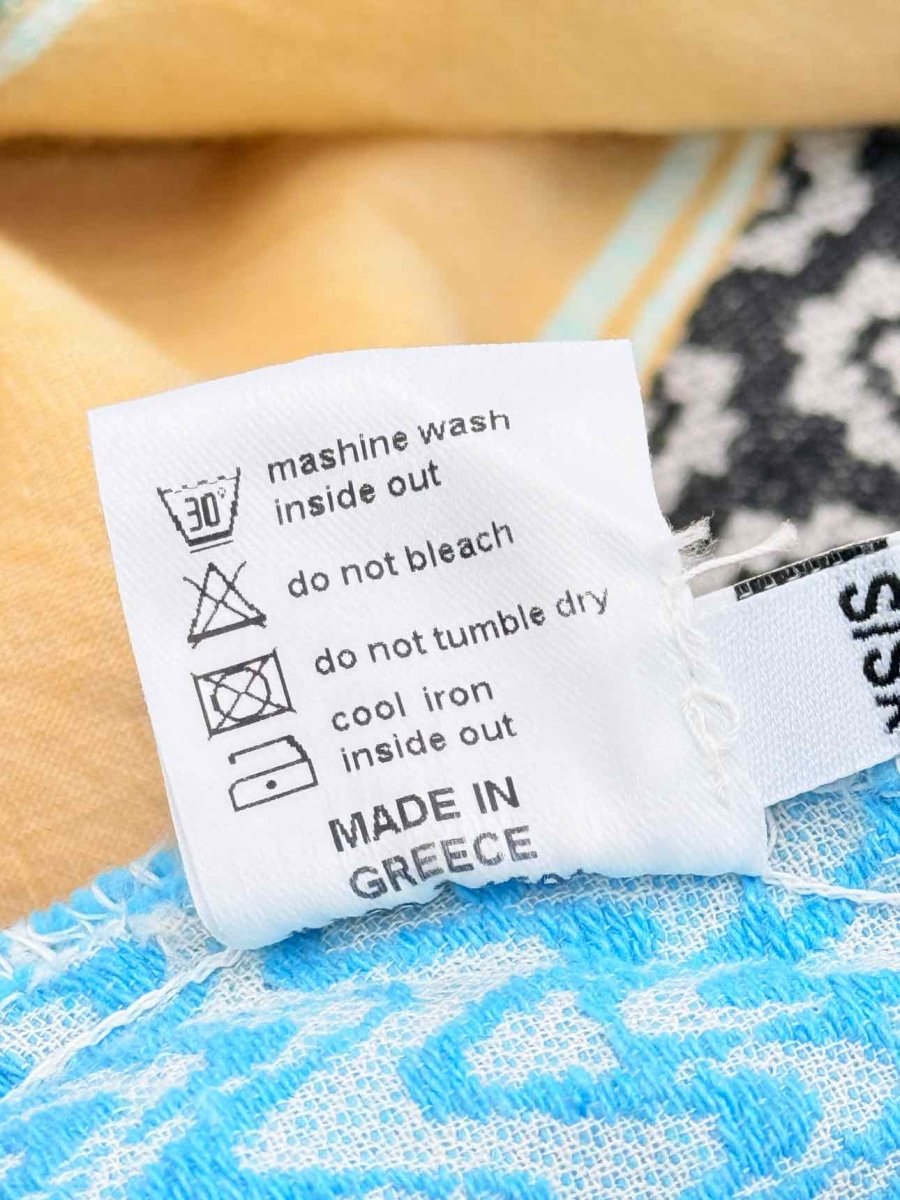 mashine wash
inside out
30°
do not bleach
do not tumble dry
cool iron
inside out
MADE IN
GREECE